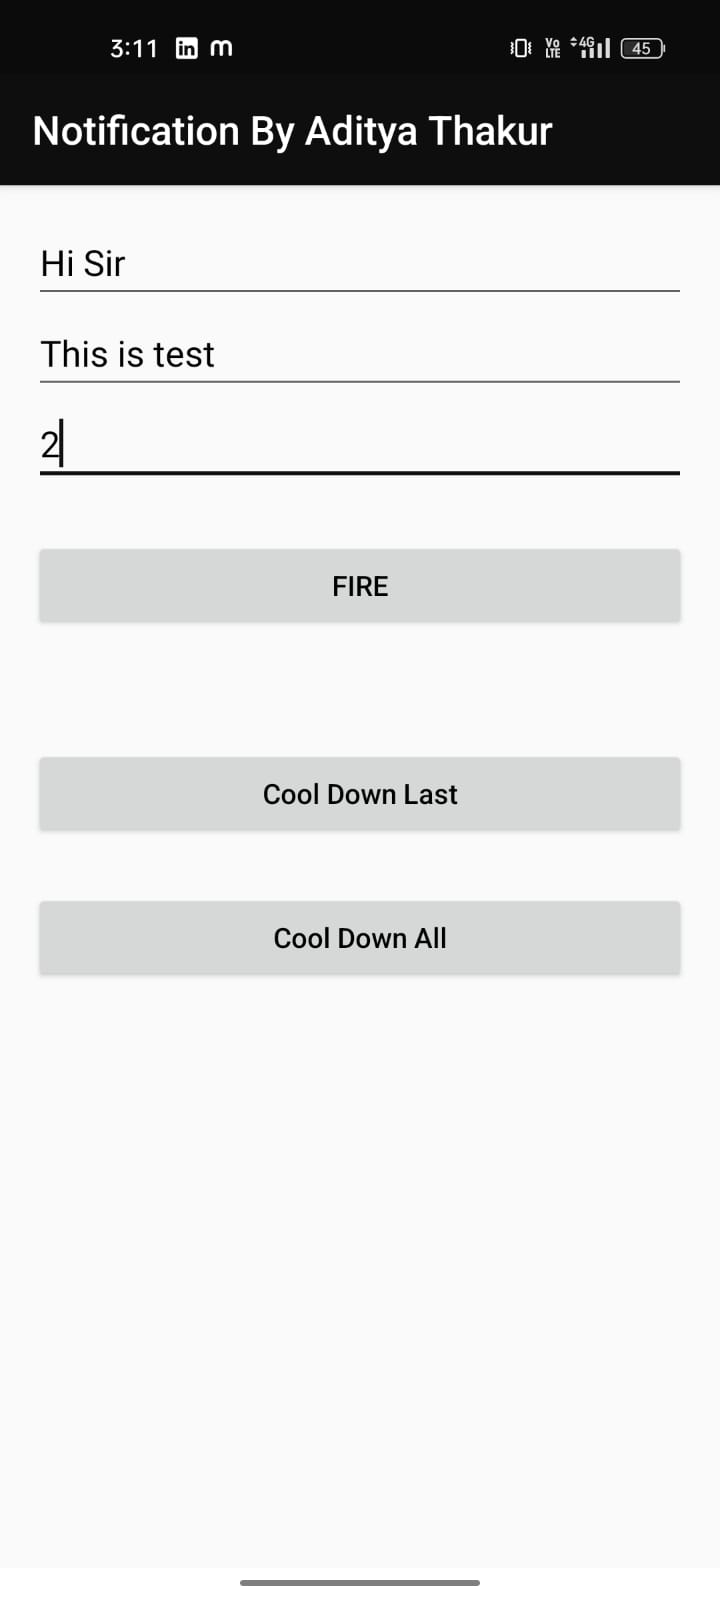 3:11 in m Vo LTE 4G 45
Notification By Aditya Thakur
Hi Sir
This is test
2
FIRE
Cool Down Last
Cool Down All